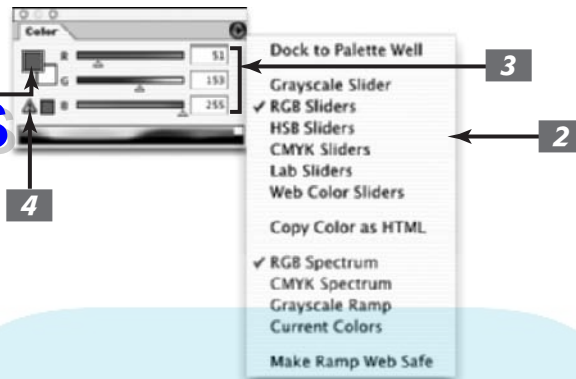 Color
R 51
G 153
B 255
S
4
Dock to Palette Well
Grayscale Slider
✓ RGB Sliders
HSB Sliders
CMYK Sliders
Lab Sliders
Web Color Sliders
Copy Color as HTML
✓ RGB Spectrum
CMYK Spectrum
Grayscale Ramp
Current Colors
Make Ramp Web Safe
3
2